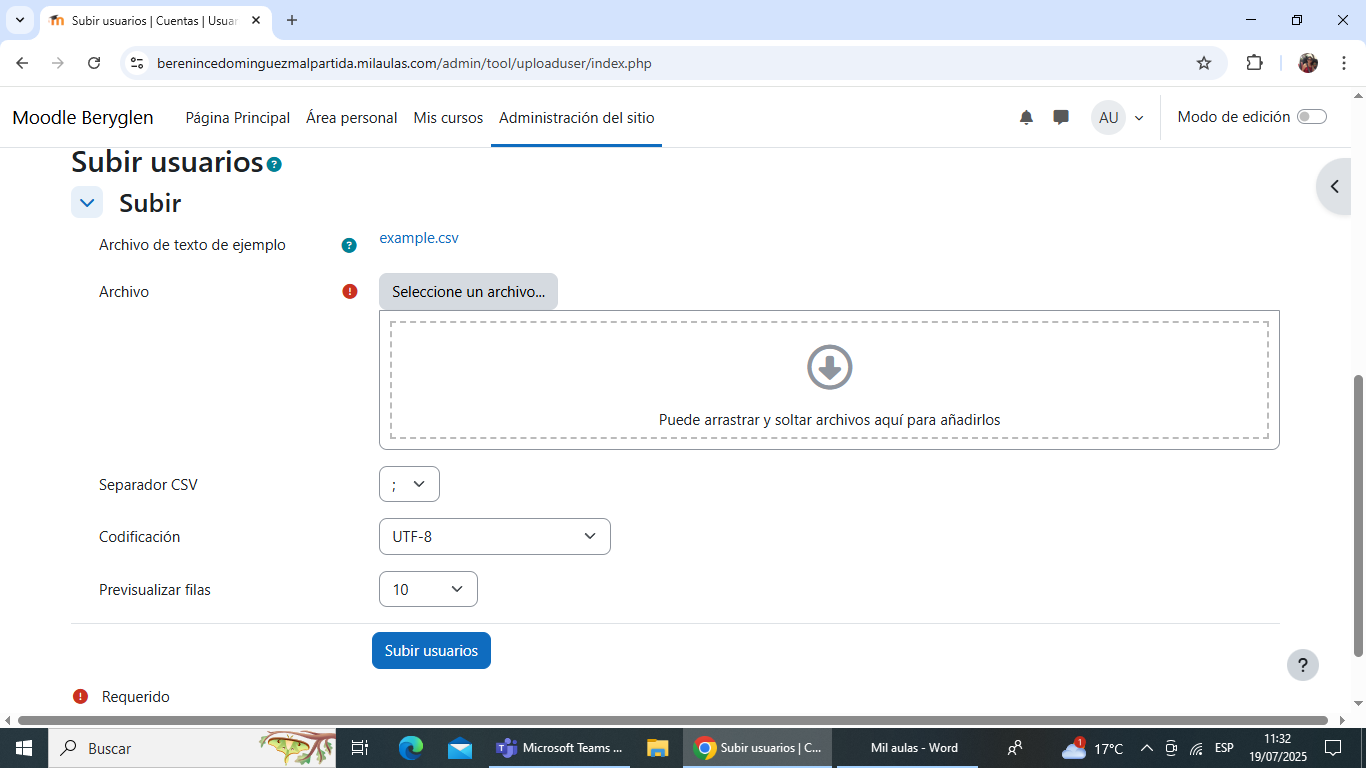 Subir usuarios | Cuentas | Usuar
berenincedominguezmalpartida.milaulas.com/admin/tool/uploaduser/index.php
Moodle Beryglen Página Principal Área personal Mis cursos Administración del sitio AU Modo de edición
Subir usuarios ?
Subir
Archivo de texto de ejemplo ? example.csv
Archivo ! Seleccione un archivo...
Puede arrastrar y soltar archivos aquí para añadirlos
Separador CSV ;
Codificación UTF-8
Previsualizar filas 10
Subir usuarios
?
! Requerido
Buscar Microsoft Teams ... Subir usuarios | C... Mil aulas - Word 1 17°C ESP 11:32
19/07/2025